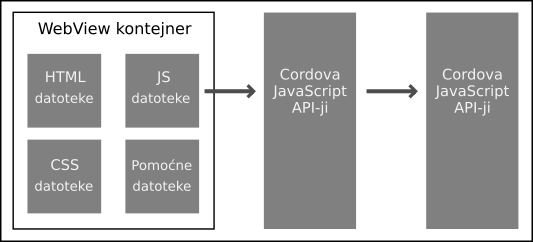 WebView kontejner
HTML
datoteke
JS
datoteke
CSS
datoteke
Pomoćne
datoteke
Cordova
JavaScript
API-ji
Cordova
JavaScript
API-ji